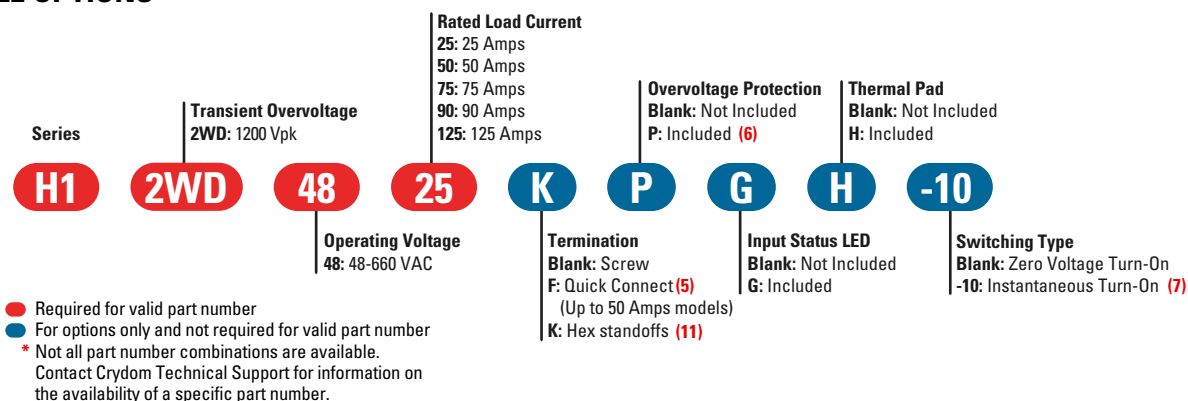 Rated Load Current
25: 25 Amps
50: 50 Amps
75: 75 Amps
90: 90 Amps
125: 125 Amps
Series
Transient Overvoltage
2WD: 1200 Vpk
Overvoltage Protection
Blank: Not Included
P: Included (6)
Thermal Pad
Blank: Not Included
H: Included
H1 2WD 48 25 K P G H -10
Operating Voltage
48: 48-660 VAC
Termination
Blank: Screw
F: Quick Connect (5)
(Up to 50 Amps models)
K: Hex standoffs (11)
Input Status LED
Blank: Not Included
G: Included
Switching Type
Blank: Zero Voltage Turn-On
-10: Instantaneous Turn-On (7)
Required for valid part number
For options only and not required for valid part number
* Not all part number combinations are available.
Contact Crydom Technical Support for information on
the availability of a specific part number.